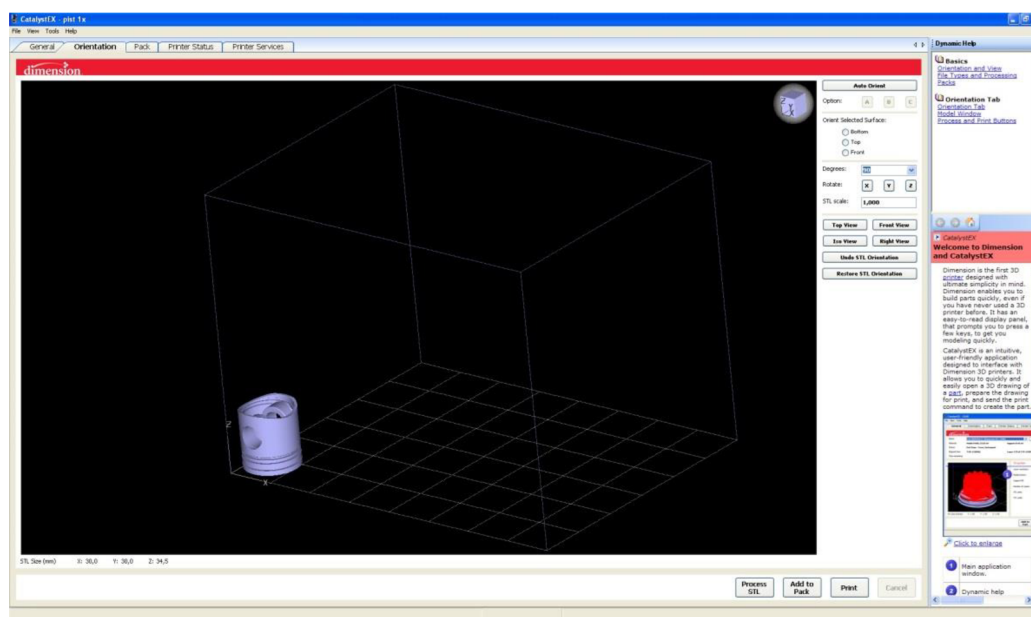 CatalystEX - pist 1x
File View Tools Help
General Orientation Pack Printer Status Printer Services
dimension
Z
Y
X
Z
X
STL Size (mm) X: 30,0 Y: 30,0 Z: 34,5
Auto Orient
Option: A B C
Orient Selected Surface:
Bottom
Top
Front
Degrees: 90
Rotate: X Y Z
STL scale: 1,000
Top View Front View
Iso View Right View
Undo STL Orientation
Restore STL Orientation
Process STL
Add to Pack
Print
Cancel
Dynamic Help
Basics
Orientation and View
File Types and Processing
Packs
Orientation Tab
Orientation Tab
Model Window
Process and Print Buttons
CatalystEX
Welcome to Dimension
and CatalystEX
Dimension is the first 3D
printer designed with
ultimate simplicity in mind.
Dimension enables you to
build parts quickly, even if
you have never used a 3D
printer before. It has an
easy-to-read display panel,
that prompts you to press a
few keys, to get you
modeling quickly.
CatalystEX is an intuitive,
user-friendly application
designed to interface with
Dimension 3D printers. It
allows you to quickly and
easily open a 3D drawing of
a part, prepare the drawing
for print, and send the print
command to create the part.
Click to enlarge
1 Main application
window.
2 Dynamic help